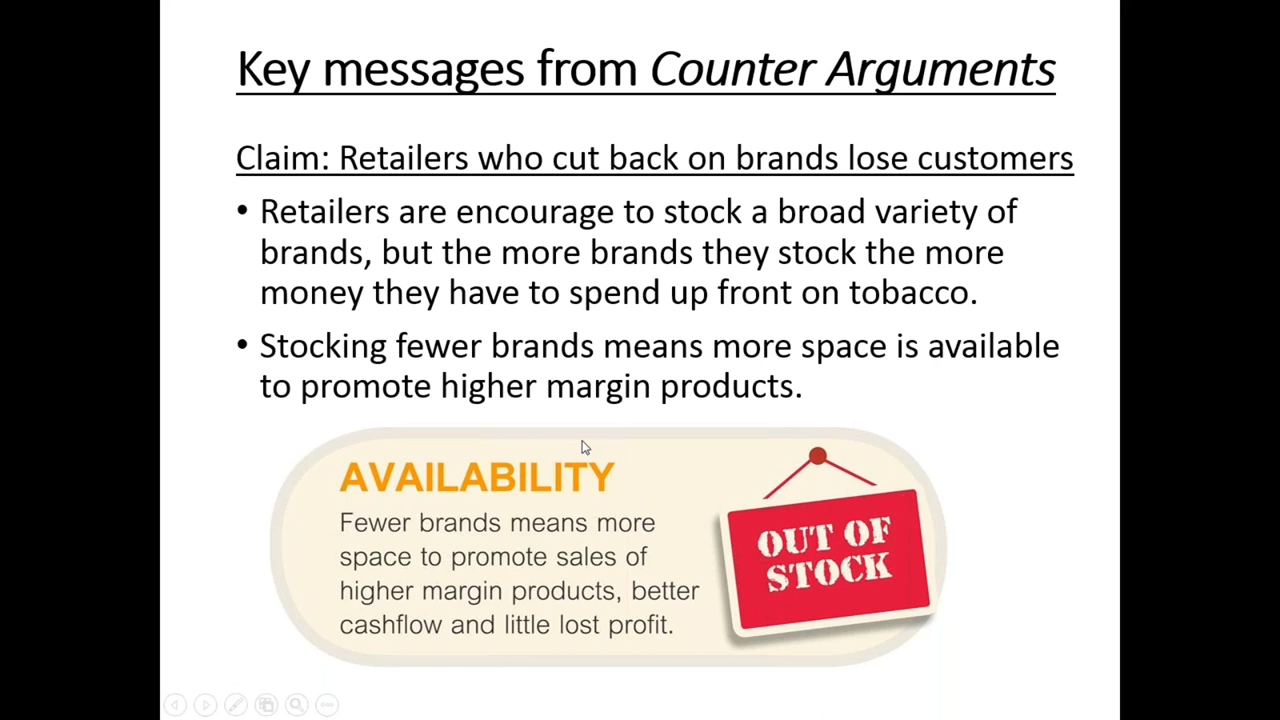 Key messages from Counter Arguments
Claim: Retailers who cut back on brands lose customers
• Retailers are encourage to stock a broad variety of
brands, but the more brands they stock the more
money they have to spend up front on tobacco.
• Stocking fewer brands means more space is available
to promote higher margin products.
AVAILABILITY
Fewer brands means more
space to promote sales of
higher margin products, better
cashflow and little lost profit.
OUT OF
STOCK